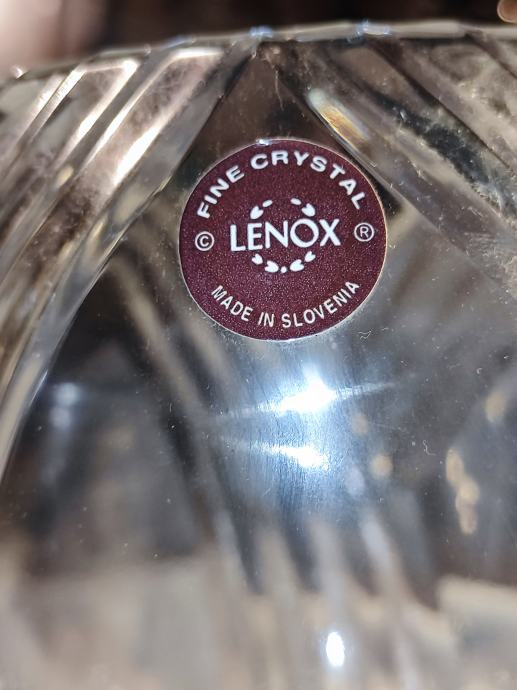 FINE CRYSTAL
© LENOX ®
MADE IN SLOVENIA